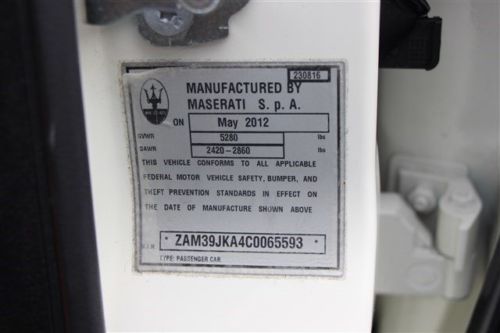 230816
MANUFACTURED BY
MASERATI S. p. A.
ON May 2012
GVWR 5280 lbs
GAWR 2420-2860 lbs
THIS VEHICLE CONFORMS TO ALL APPLICABLE
FEDERAL MOTOR VEHICLE SAFETY, BUMPER, AND
THEFT PREVENTION STANDARDS IN EFFECT ON
THE DATE OF MANUFACTURE SHOWN ABOVE
V.I.N. ZAM39JKA4C0065593
TYPE: PASSENGER CAR